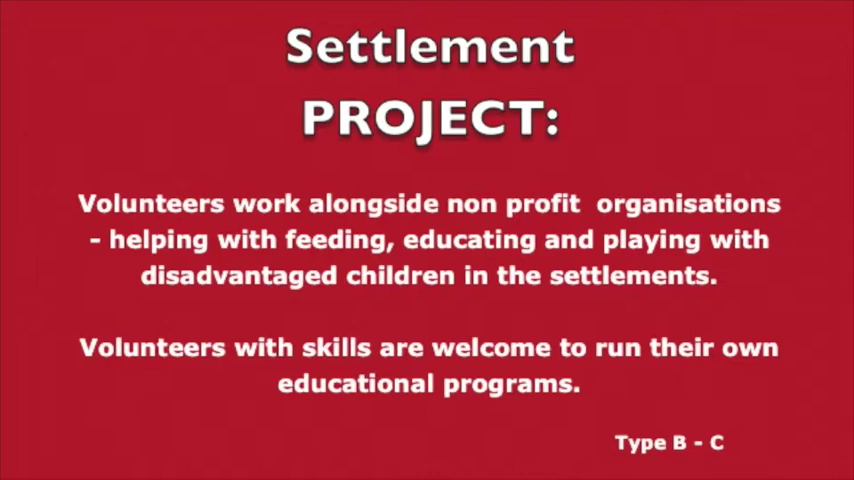 Settlement
PROJECT:
Volunteers work alongside non profit organisations
- helping with feeding, educating and playing with
disadvantaged children in the settlements.
Volunteers with skills are welcome to run their own
educational programs.
Type B - C